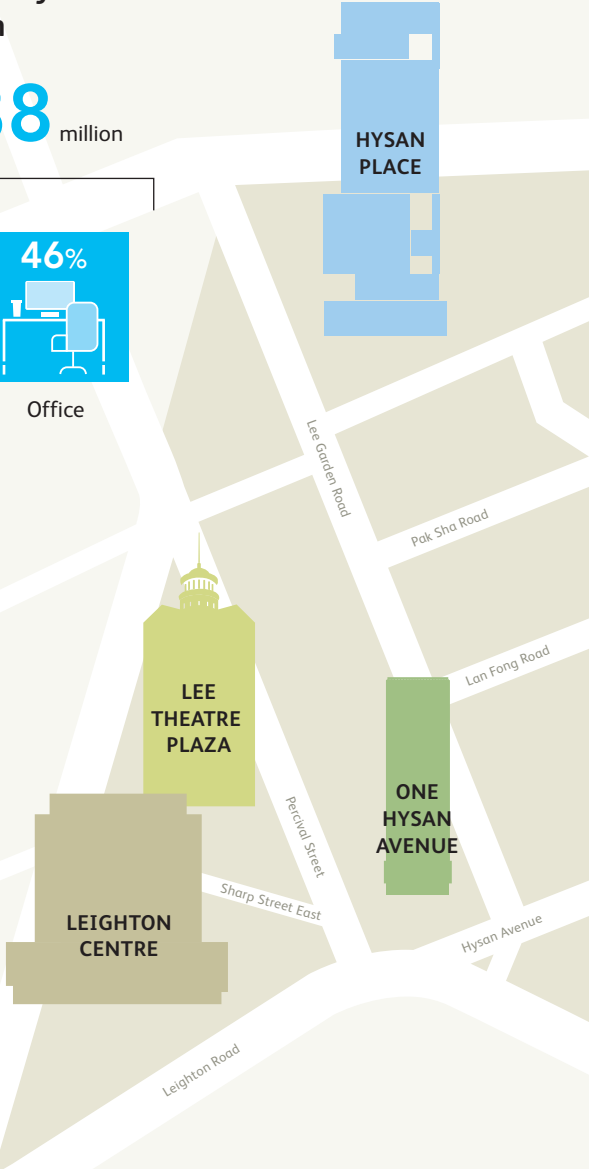 8 million
46%
Office
HYSAN
PLACE
Lee Garden Road
Pak Sha Road
Lan Fong Road
LEE
THEATRE
PLAZA
ONE
HYSAN
AVENUE
Percival Street
Sharp Street East
LEIGHTON
CENTRE
Hysan Avenue
Leighton Road